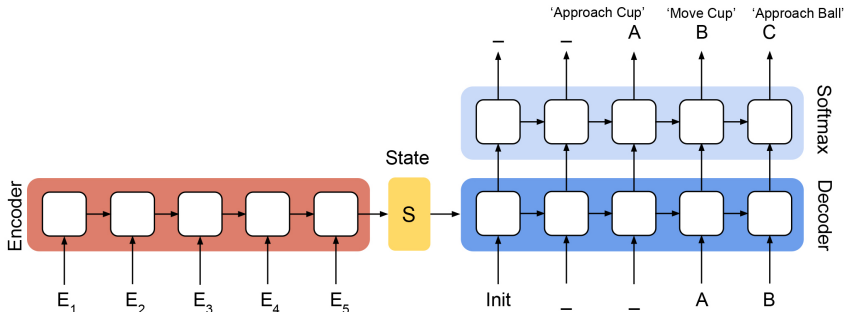 'Approach Cup' 'Move Cup' 'Approach Ball'
_ _ A B C
Softmax
State
Encoder
S
Decoder
E1 E2 E3 E4 E5 Init _ _ A B